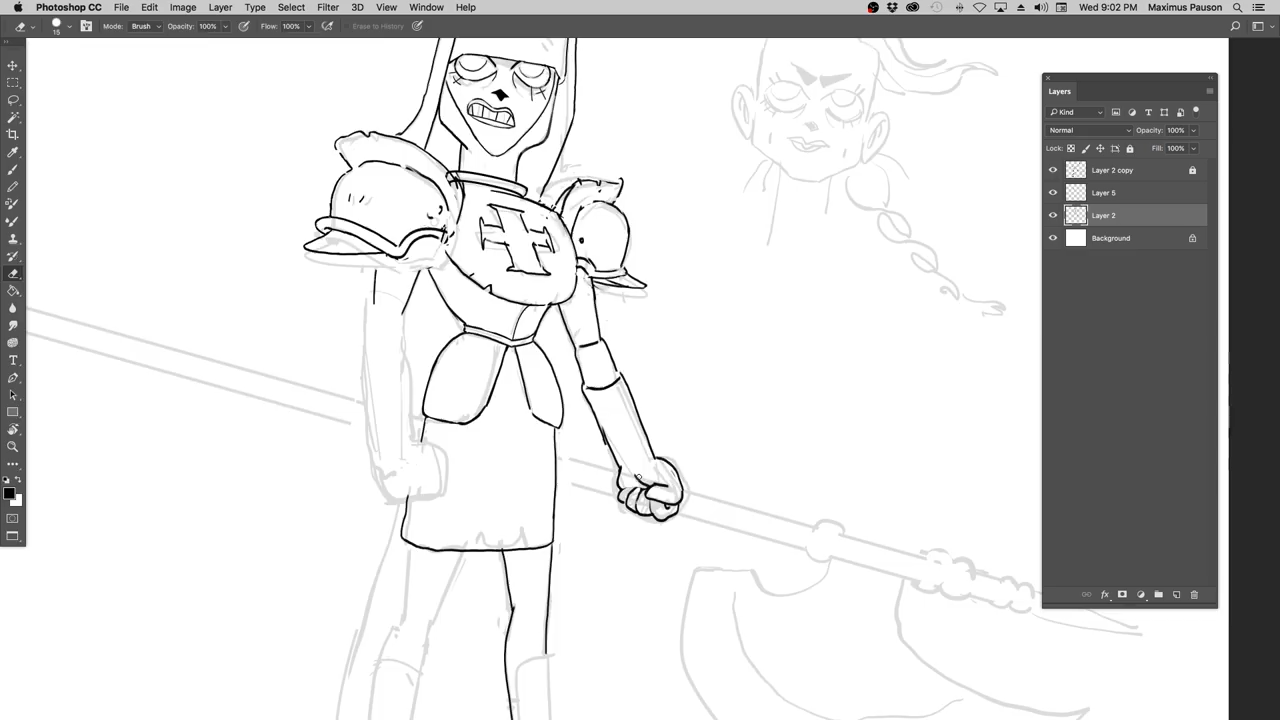 Photoshop CC File Edit Image Layer Type Select Filter 3D View Window Help Wed 9:02 PM Maximus Pauson
15 Mode: Brush Opacity: 100% Flow: 100% Erase to History
Layers
Kind
Normal Opacity: 100%
Lock: Fill: 100%
Layer 2 copy
Layer 5
Layer 2
Background
fx